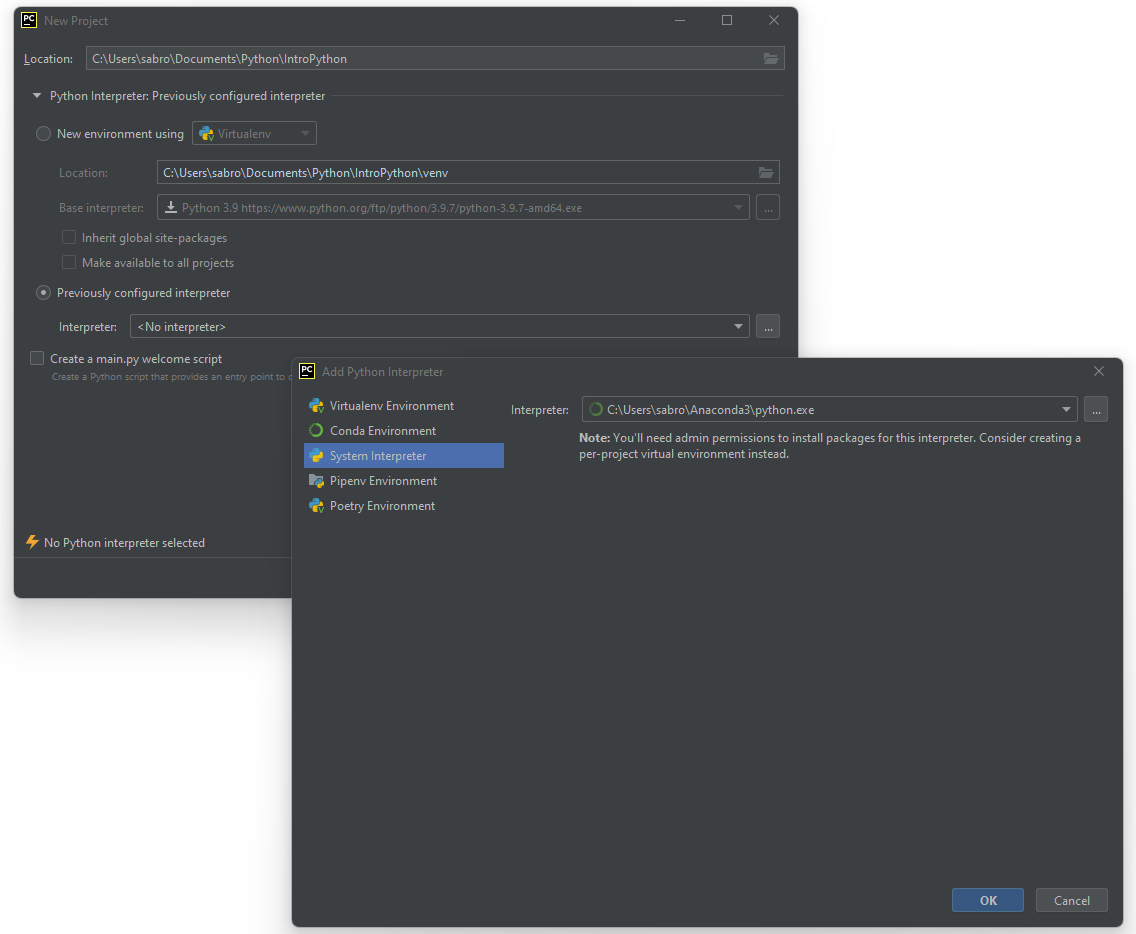 PC New Project
Location: C:\Users\sabro\Documents\Python\IntroPython
Python Interpreter: Previously configured interpreter
New environment using Virtualenv
Location: C:\Users\sabro\Documents\Python\IntroPython\venv
Base interpreter: Python 3.9 https://www.python.org/ftp/python/3.9.7/python-3.9.7-amd64.exe ...
Inherit global site-packages
Make available to all projects
Previously configured interpreter
Interpreter: <No interpreter> ...
Create a main.py welcome script
Create a Python script that provides an entry point to
No Python interpreter selected
PC Add Python Interpreter
Virtualenv Environment
Conda Environment
System Interpreter
Pipenv Environment
Poetry Environment
Interpreter: C:\Users\sabro\Anaconda3\python.exe ...
Note: You'll need admin permissions to install packages for this interpreter. Consider creating a
per-project virtual environment instead.
OK Cancel